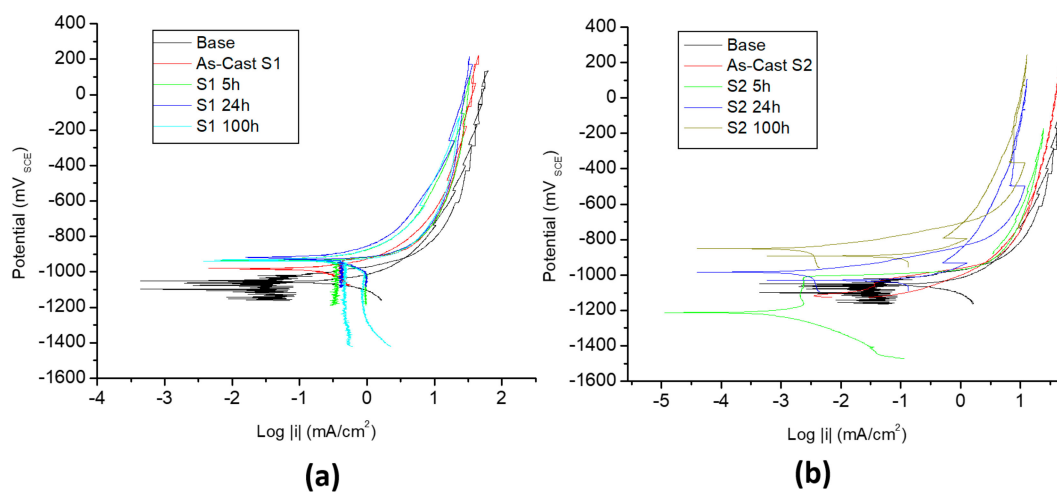 400
200
0
-200
-400
-600
-800
-1000
-1200
-1400
-1600
Potential (mV SCE)
Base
As-Cast S1
S1 5h
S1 24h
S1 100h
-4
-3
-2
-1
0
1
2
Log |i| (mA/cm²)
(a)
400
200
0
-200
-400
-600
-800
-1000
-1200
-1400
-1600
Potential (mV SCE)
Base
As-Cast S2
S2 5h
S2 24h
S2 100h
-5
-4
-3
-2
-1
0
1
Log |i| (mA/cm²)
(b)